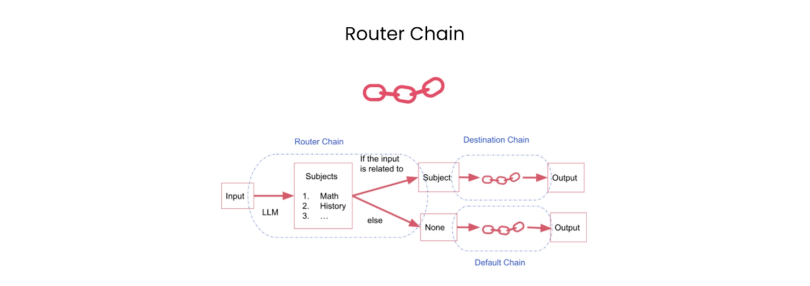 Router Chain
Router Chain
Destination Chain
If the input
is related to
Subjects
Input
LLM
1. Math
2. History
3. ...
Subject
Output
else
None
Output
Default Chain